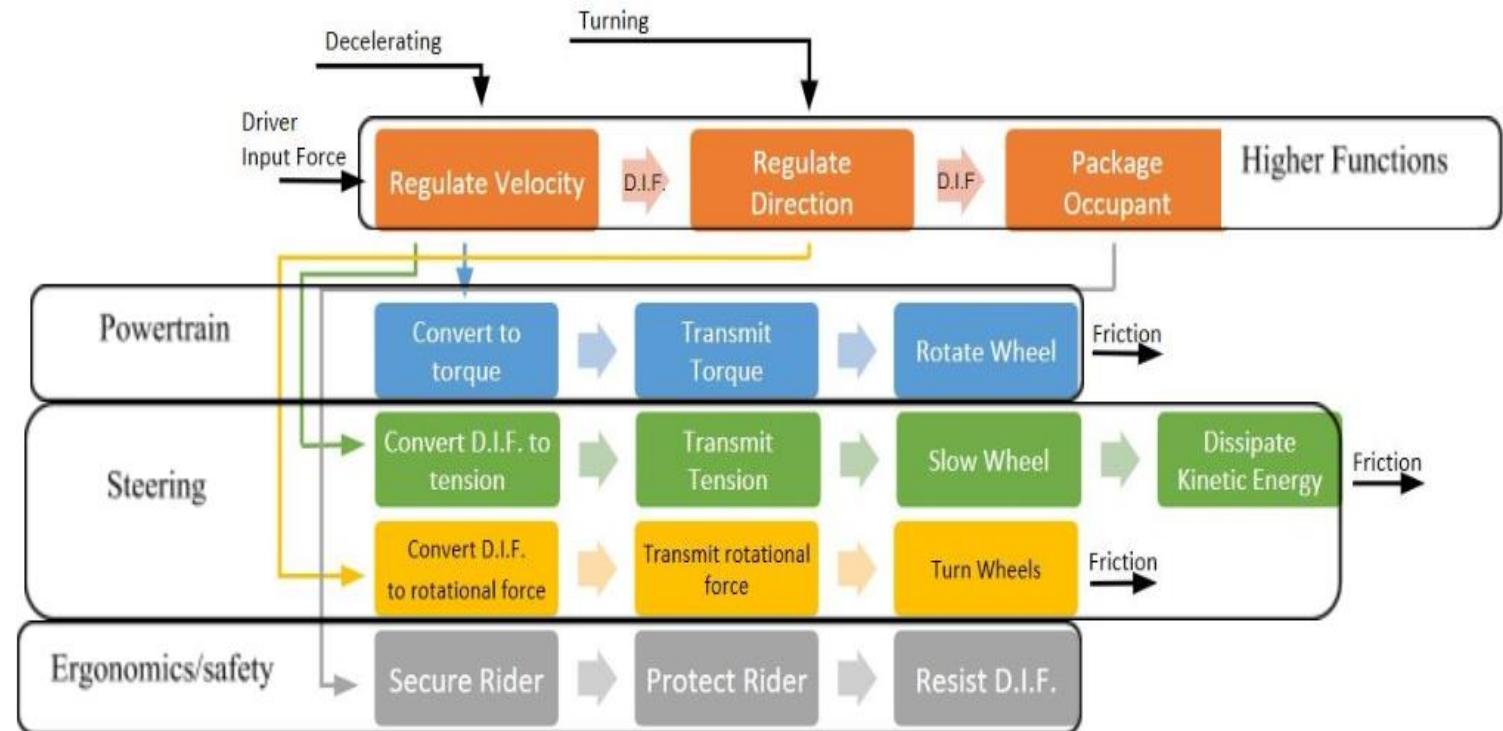 Decelerating
Turning
Driver
Input Force
Regulate Velocity
D.I.F.
Regulate
Direction
D.I.F
Package
Occupant
Higher Functions
Powertrain
Convert to
torque
Transmit
Torque
Rotate Wheel
Friction
Steering
Convert D.I.F. to
tension
Transmit
Tension
Slow Wheel
Dissipate
Kinetic Energy
Friction
Convert D.I.F.
to rotational force
Transmit rotational
force
Turn Wheels
Friction
Ergonomics/safety
Secure Rider
Protect Rider
Resist D.I.F.